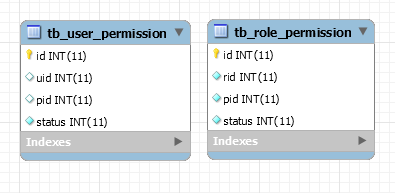 tb_user_permission
id INT(11)
uid INT(11)
pid INT(11)
status INT(11)
Indexes
tb_role_permission
id INT(11)
rid INT(11)
pid INT(11)
status INT(11)
Indexes